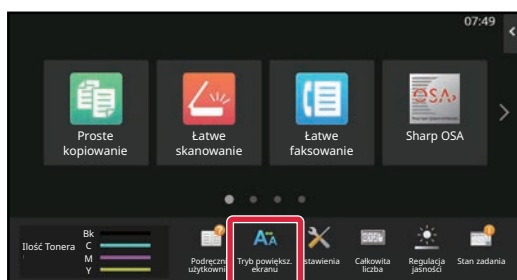 07:49
Proste
kopiowanie
Łatwe
skanowanie
Łatwe
faksowanie
OSA
Sharp OSA
Bk
Ilość Tonera C
M
Y
Podręczni
użytkowni
Tryb powiększ.
ekranu
stawienia
Całkowita
liczba
Regulacja
jasności
Stan zadania